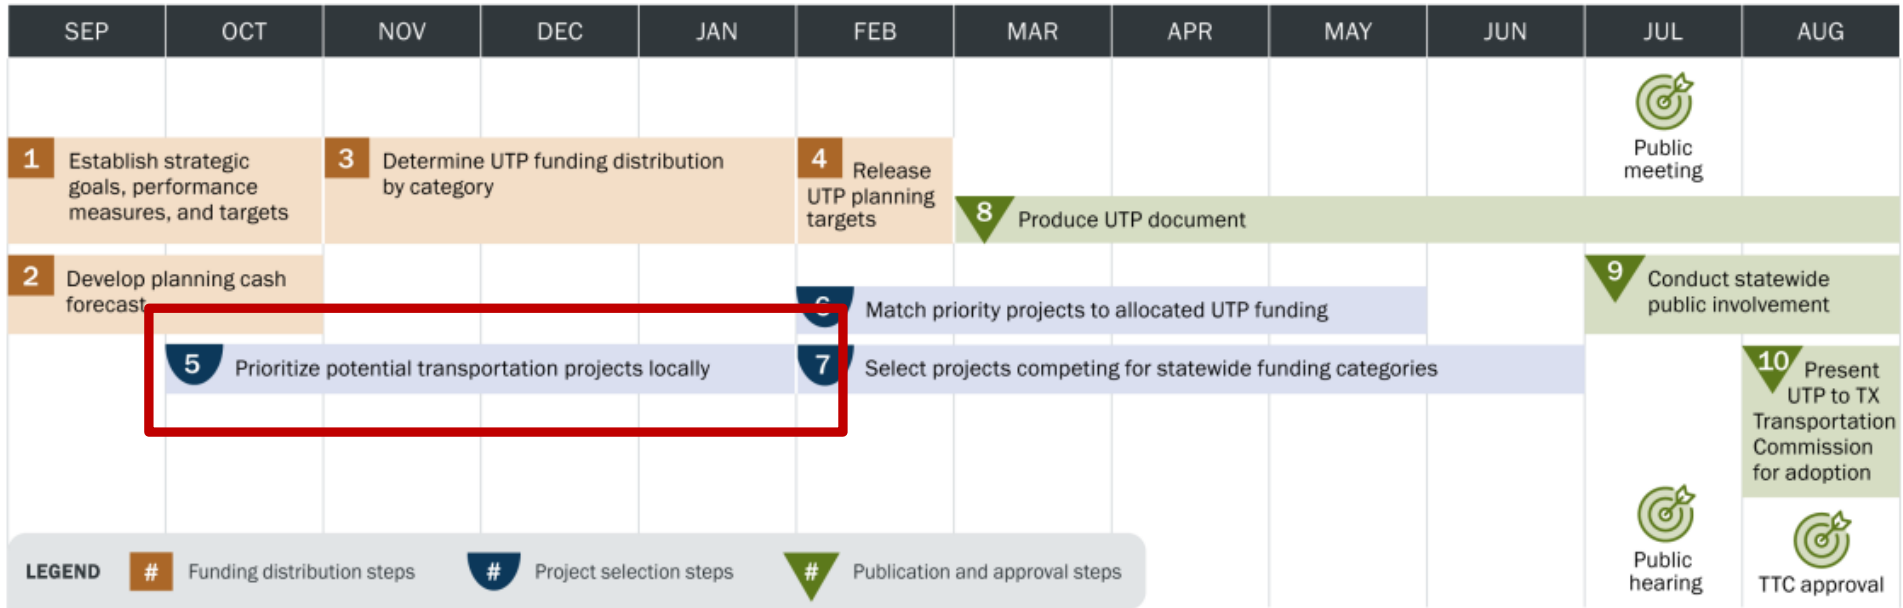 SEP OCT NOV DEC JAN FEB MAR APR MAY JUN JUL AUG
1 Establish strategic
goals, performance
measures, and targets
3 Determine UTP funding distribution
by category
4 Release
UTP planning
targets
Public
meeting
8 Produce UTP document
2 Develop planning cash
forecast
6 Match priority projects to allocated UTP funding
9 Conduct statewide
public involvement
5 Prioritize potential transportation projects locally
7 Select projects competing for statewide funding categories
10 Present
UTP to TX
Transportation
Commission
for adoption
Public
hearing
TTC approval
LEGEND # Funding distribution steps # Project selection steps # Publication and approval steps